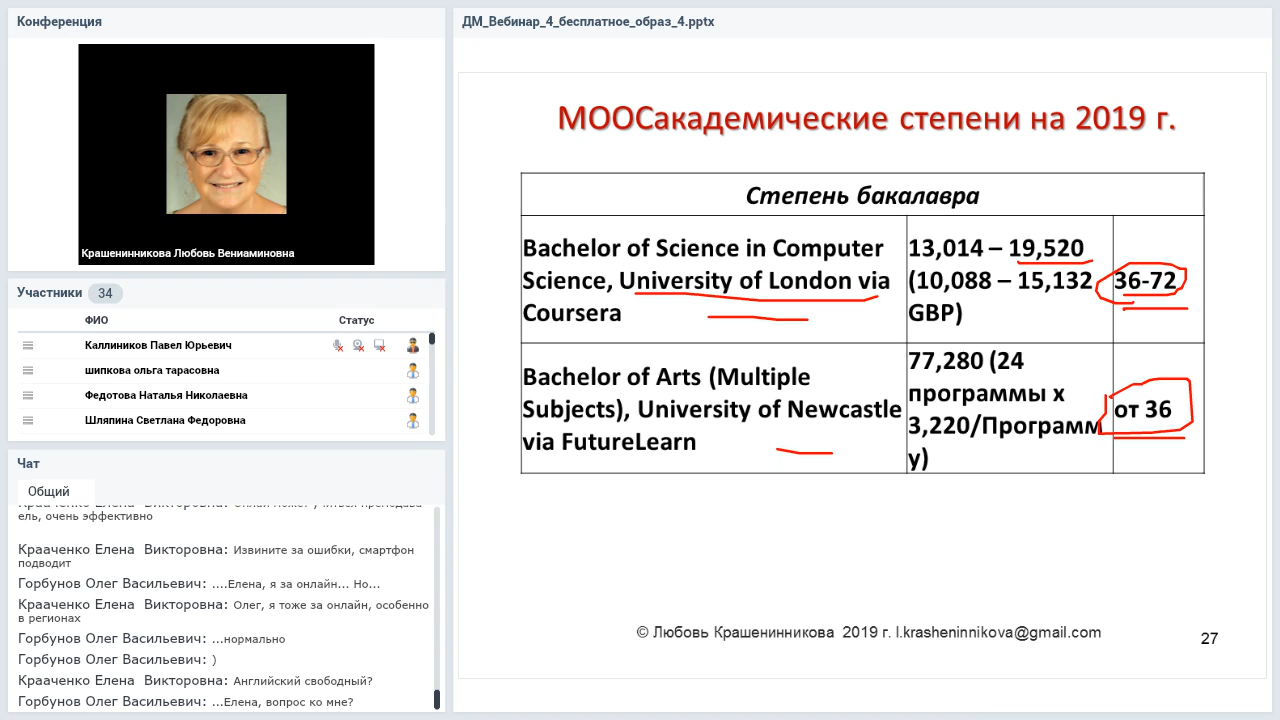 Конференция
Крашенинникова Любовь Вениаминовна
Участники 34
ФИО Статус
Каллиников Павел Юрьевич
шипкова ольга тарасовна
Федотова Наталья Николаевна
Шляпина Светлана Федоровна
Чат
Общий
ель, очень эффективно
Крааченко Елена Викторовна: Извините за ошибки, смартфон
подводит
Горбунов Олег Васильевич: ....Елена, я за онлайн... Но...
Крааченко Елена Викторовна: Олег, я тоже за онлайн, особенно
в регионах
Горбунов Олег Васильевич: ...нормально
Горбунов Олег Васильевич: )
Крааченко Елена Викторовна: Английский свободный?
Горбунов Олег Васильевич: ...Елена, вопрос ко мне?
ДМ_Вебинар_4_бесплатное_образ_4.pptx
МООСакадемические степени на 2019 г.
Степень бакалавра
Bachelor of Science in Computer
Science, University of London via
Coursera
13,014 – 19,520
(10,088 – 15,132
GBP)
36-72
Bachelor of Arts (Multiple
Subjects), University of Newcastle
via FutureLearn
77,280 (24
программы х
3,220/Программ
у)
от 36
© Любовь Крашенинникова 2019 г. l.krasheninnikova@gmail.com
27